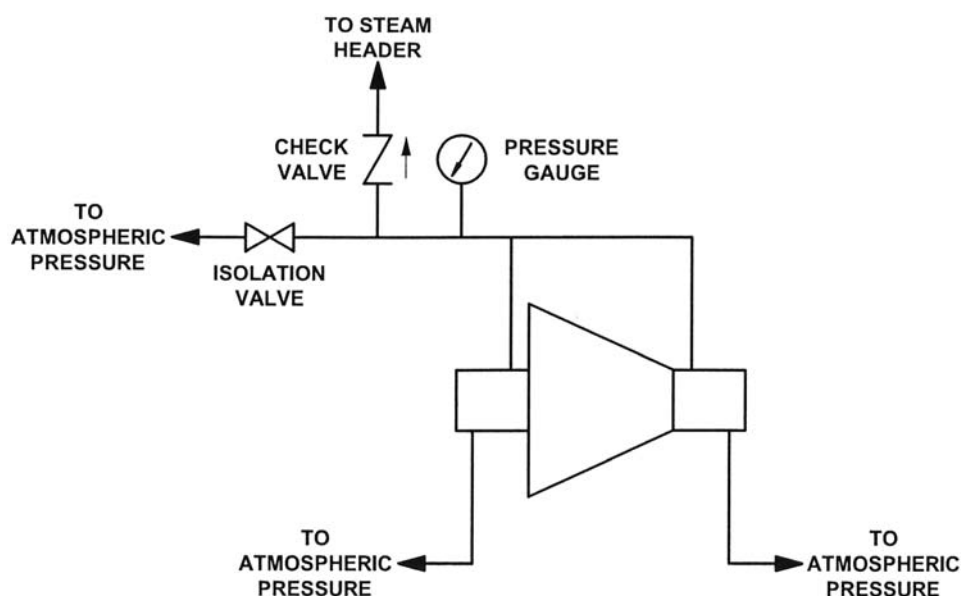 TO STEAM
HEADER
CHECK
VALVE
PRESSURE
GAUGE
TO
ATMOSPHERIC
PRESSURE
ISOLATION
VALVE
TO
ATMOSPHERIC
PRESSURE
TO
ATMOSPHERIC
PRESSURE